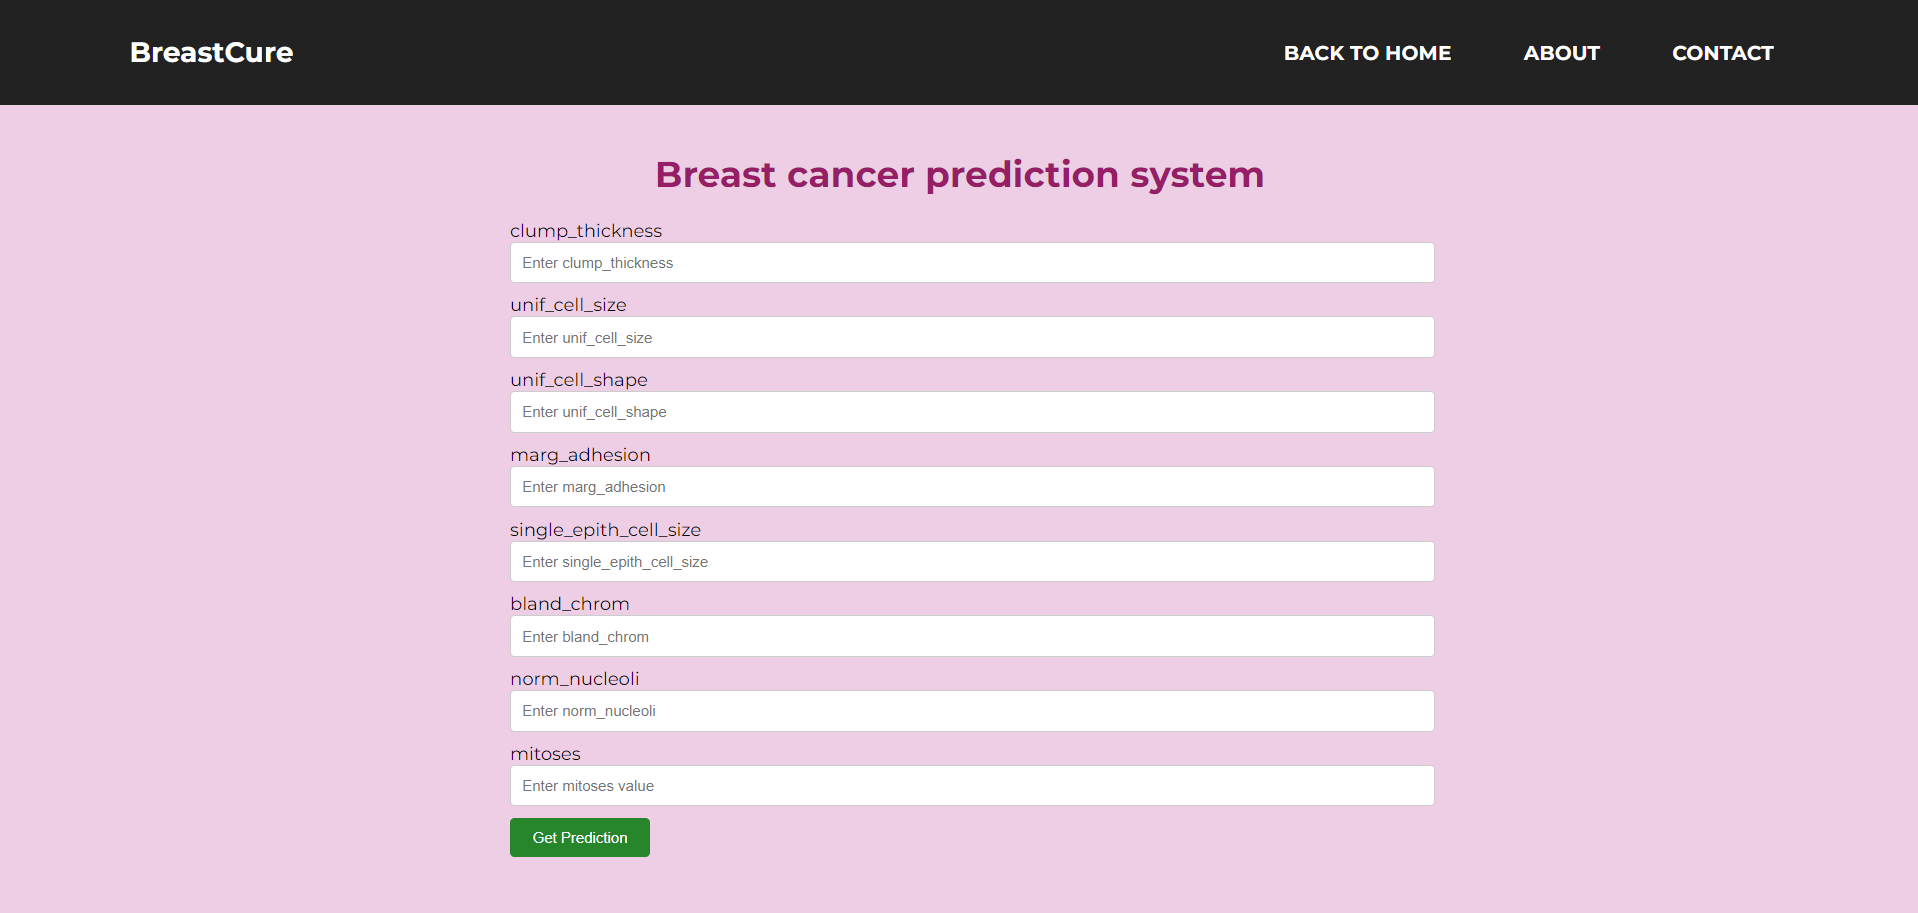 BreastCure
BACK TO HOME ABOUT CONTACT
Breast cancer prediction system
clump_thickness
Enter clump_thickness
unif_cell_size
Enter unif_cell_size
unif_cell_shape
Enter unif_cell_shape
marg_adhesion
Enter marg_adhesion
single_epith_cell_size
Enter single_epith_cell_size
bland_chrom
Enter bland_chrom
norm_nucleoli
Enter norm_nucleoli
mitoses
Enter mitoses value
Get Prediction